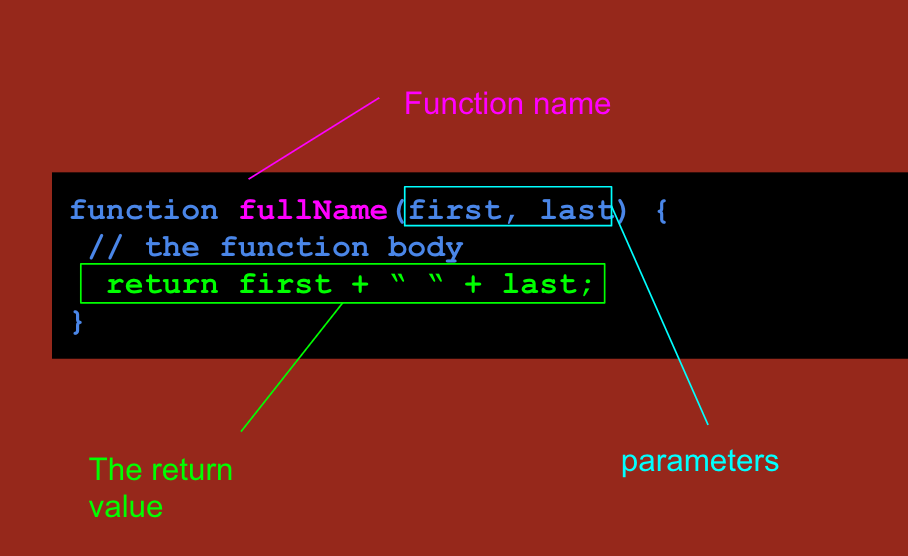 Function name
function fullName(first, last) {
// the function body
return first + “ “ + last;
}
The return
value
parameters